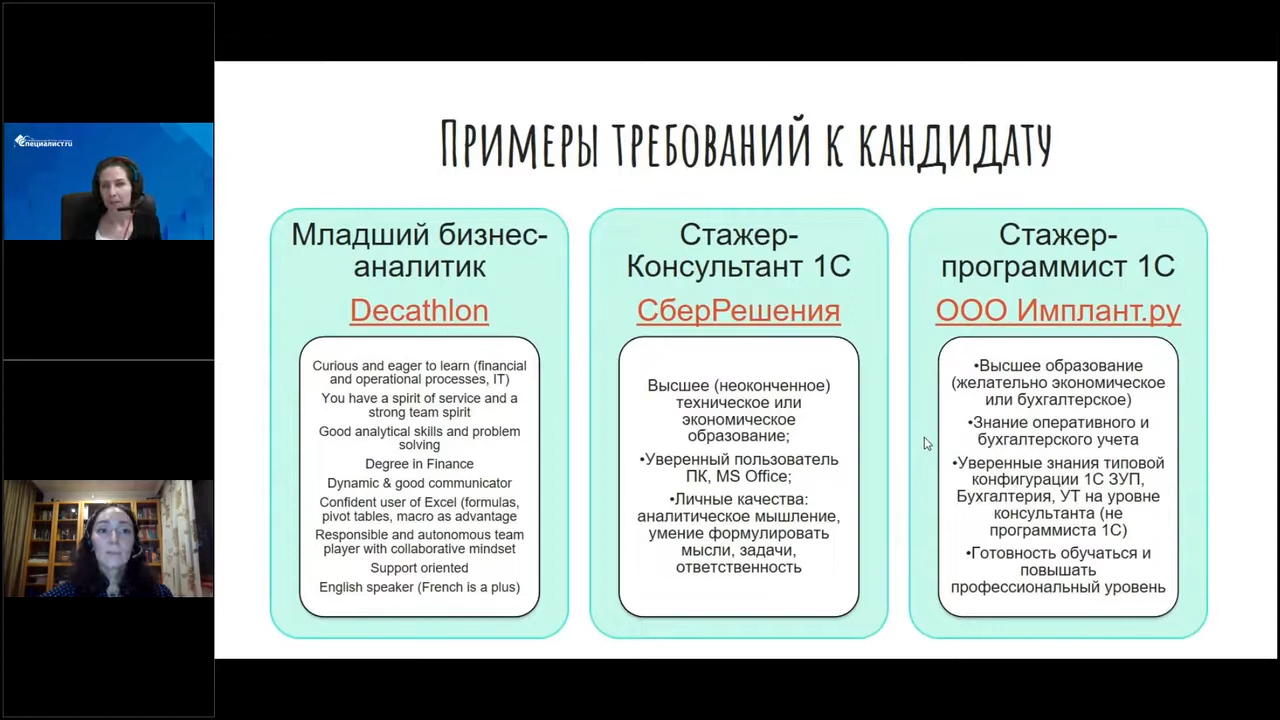 Специалист.ru
Примеры требований к кандидату
Младший бизнес-
аналитик
Decathlon
Curious and eager to learn (financial
and operational processes, IT)
You have a spirit of service and a
strong team spirit
Good analytical skills and problem
solving
Degree in Finance
Dynamic & good communicator
Confident user of Excel (formulas,
pivot tables, macro as advantage
Responsible and autonomous team
player with collaborative mindset
Support oriented
English speaker (French is a plus)
Стажер-
Консультант 1С
СберРешения
Высшее (неоконченное)
техническое или
экономическое
образование;
•Уверенный пользователь
ПК, MS Office;
•Личные качества:
аналитическое мышление,
умение формулировать
мысли, задачи,
ответственность
Стажер-
программист 1С
ООО Имплант.ру
•Высшее образование
(желательно экономическое
или бухгалтерское)
•Знание оперативного и
бухгалтерского учета
•Уверенные знания типовой
конфигурации 1С ЗУП,
Бухгалтерия, УТ на уровне
консультанта (не
программиста 1С)
•Готовность обучаться и
повышать
профессиональный уровень